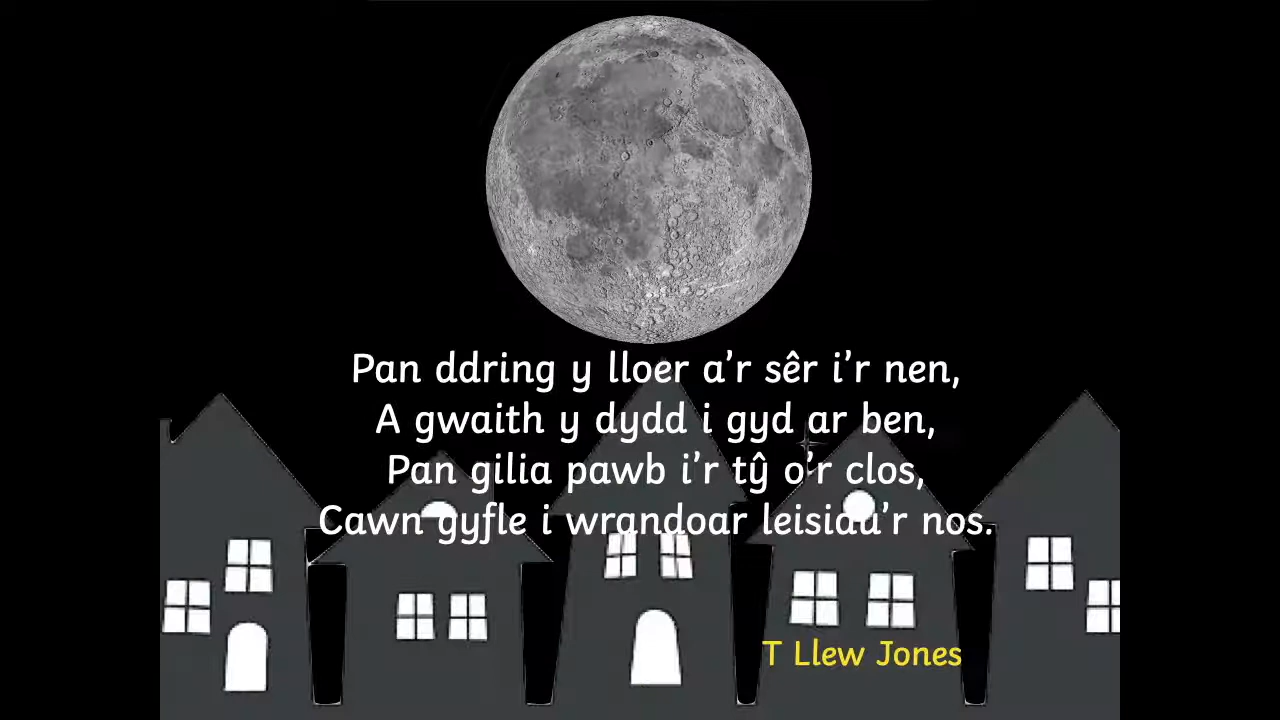 Pan ddring y lloer a’r sêr i’r nen,
A gwaith y dydd i gyd ar ben,
Pan gilia pawb i’r tŷ o’r clos,
Cawn gyfle i wrandoar leisiau’r nos.
T Llew Jones